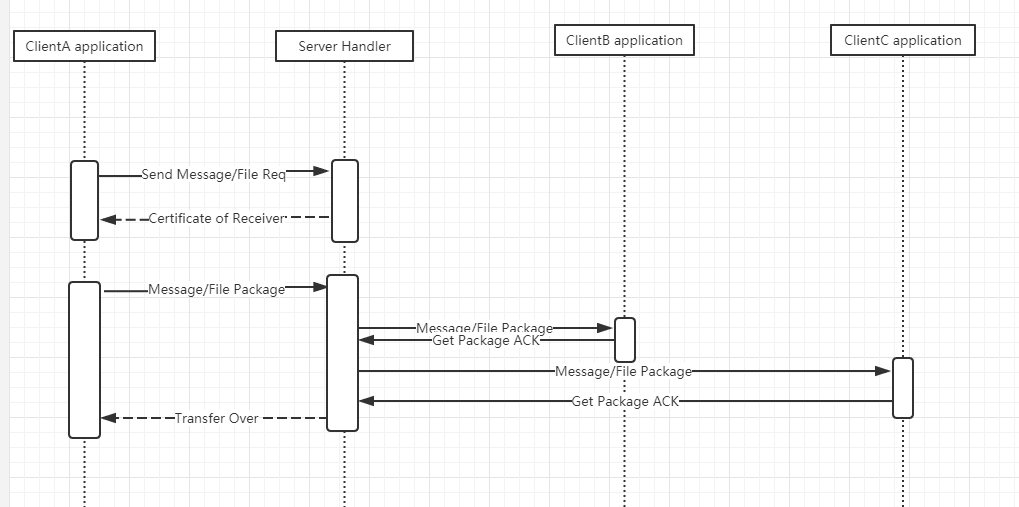 ClientA application
Server Handler
ClientB application
ClientC application
Send Message/File Req
Certificate of Receiver
Message/File Package
Message/File Package
Get Package ACK
Message/File Package
Get Package ACK
Transfer Over